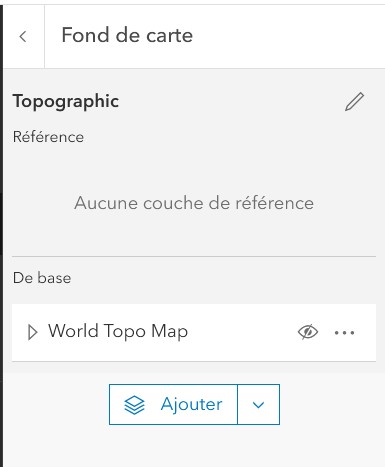 Fond de carte
Topographic
Référence
Aucune couche de référence
De base
World Topo Map
Ajouter